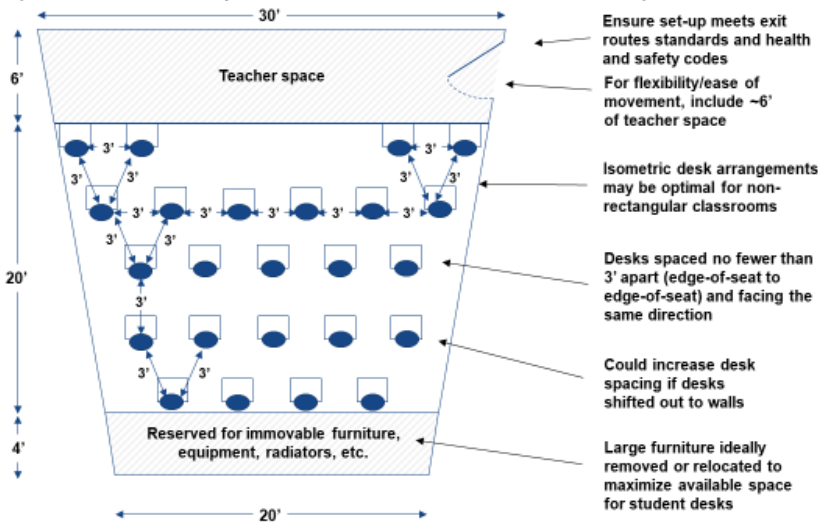 30’
6’
Teacher space
3’
3’
3’
3’
3’
3’
3’
3’
3’
3’
3’
3’
3’
3’
20’
3’
3’
3’
Reserved for immovable furniture,
equipment, radiators, etc.
4’
20’
Ensure set-up meets exit
routes standards and health
and safety codes
For flexibility/ease of
movement, include ~6’
of teacher space
Isometric desk arrangements
may be optimal for non-
rectangular classrooms
Desks spaced no fewer than
3’ apart (edge-of-seat to
edge-of-seat) and facing the
same direction
Could increase desk
spacing if desks
shifted out to walls
Large furniture ideally
removed or relocated to
maximize available space
for student desks